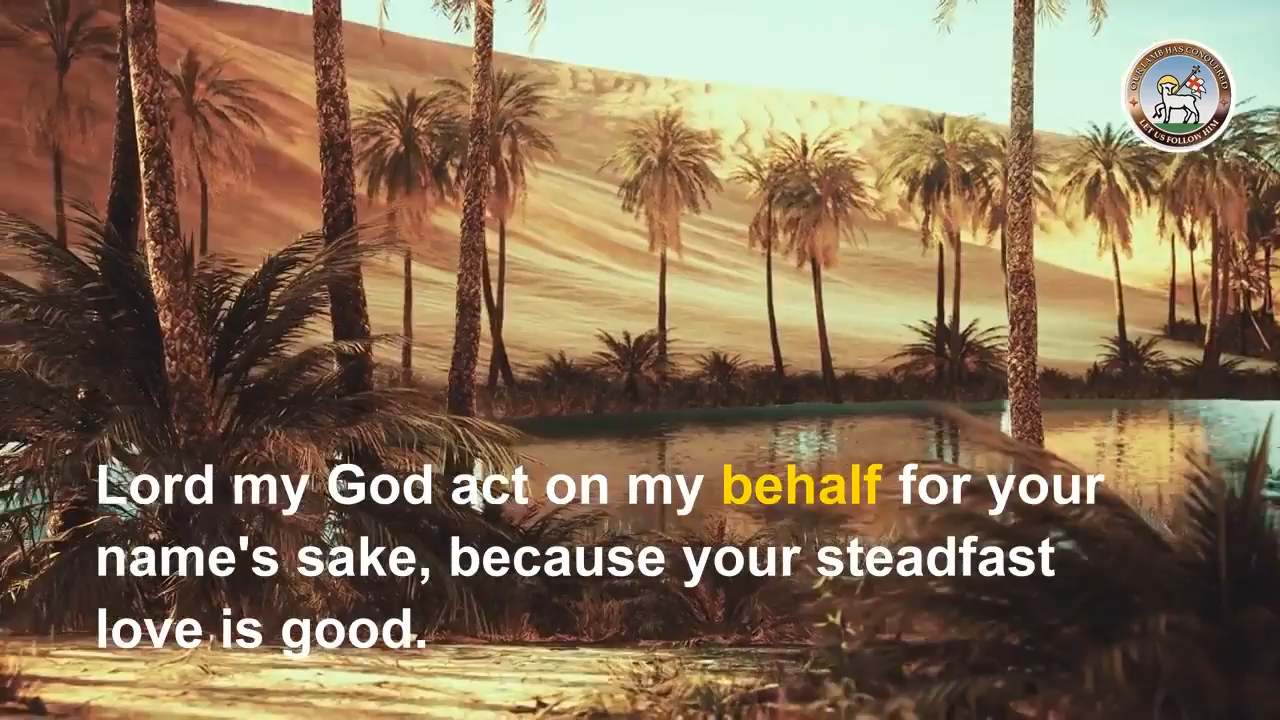 OUR LAMB HAS CONQUERED
LET US FOLLOW HIM
Lord my God act on my behalf for your
name's sake, because your steadfast
love is good.